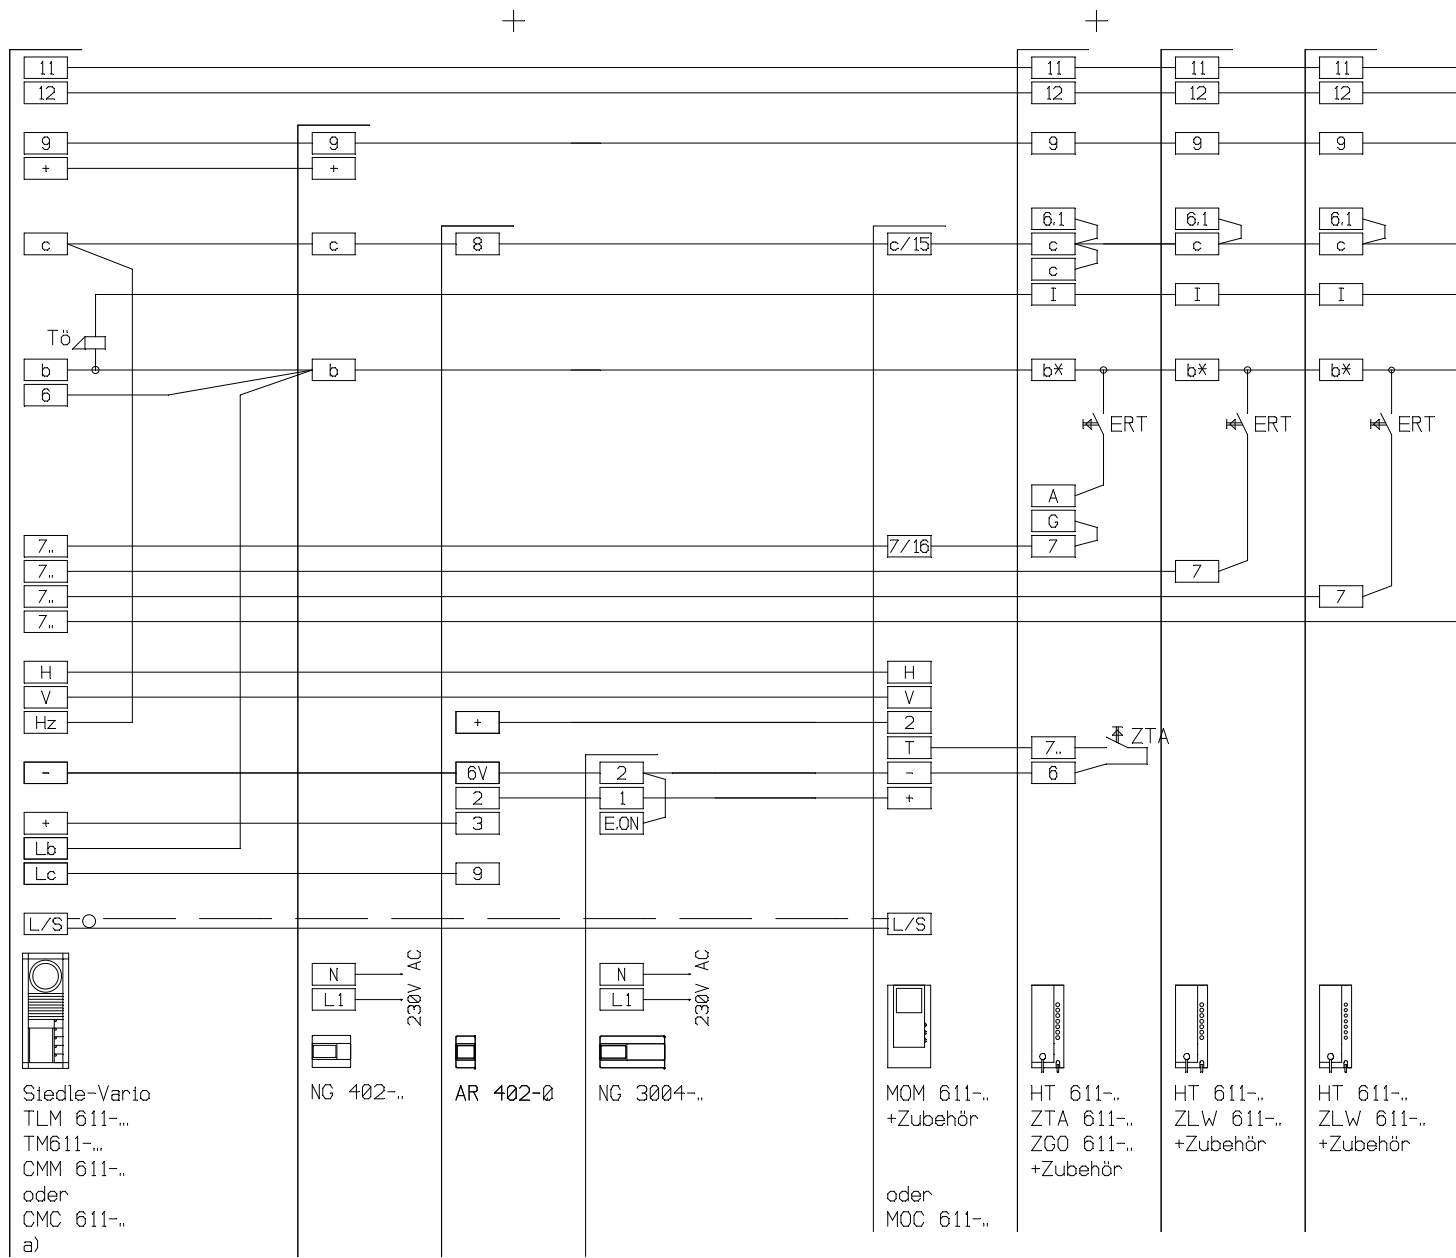 11 11 11 11
12 12 12 12
9 9 9 9 9
+ +
6.1 6.1 6.1
c c 8 c/15 c c c
c
I I I
Tö
b b b* b* b*
6
ERT ERT ERT
A
G
7.. 7/16 7
7.. 7
7.. 7
7..
H H
V V
Hz + 2
T 7.. ZTA
- 6V 2 - 6
2 1 +
+ 3 E.ON
Lb
Lc 9
L/S L/S
N N
L1 L1
230V AC 230V AC
Siedle-Vario NG 402-.. AR 402-0 NG 3004-.. MOM 611-.. HT 611-.. HT 611-.. HT 611-..
TLM 611-... +Zubehör ZTA 611-.. ZLW 611-.. ZLW 611-..
TM611-... ZGO 611-.. +Zubehör +Zubehör
CMM 611-.. +Zubehör
oder oder
CMC 611-.. MOC 611-..
a)